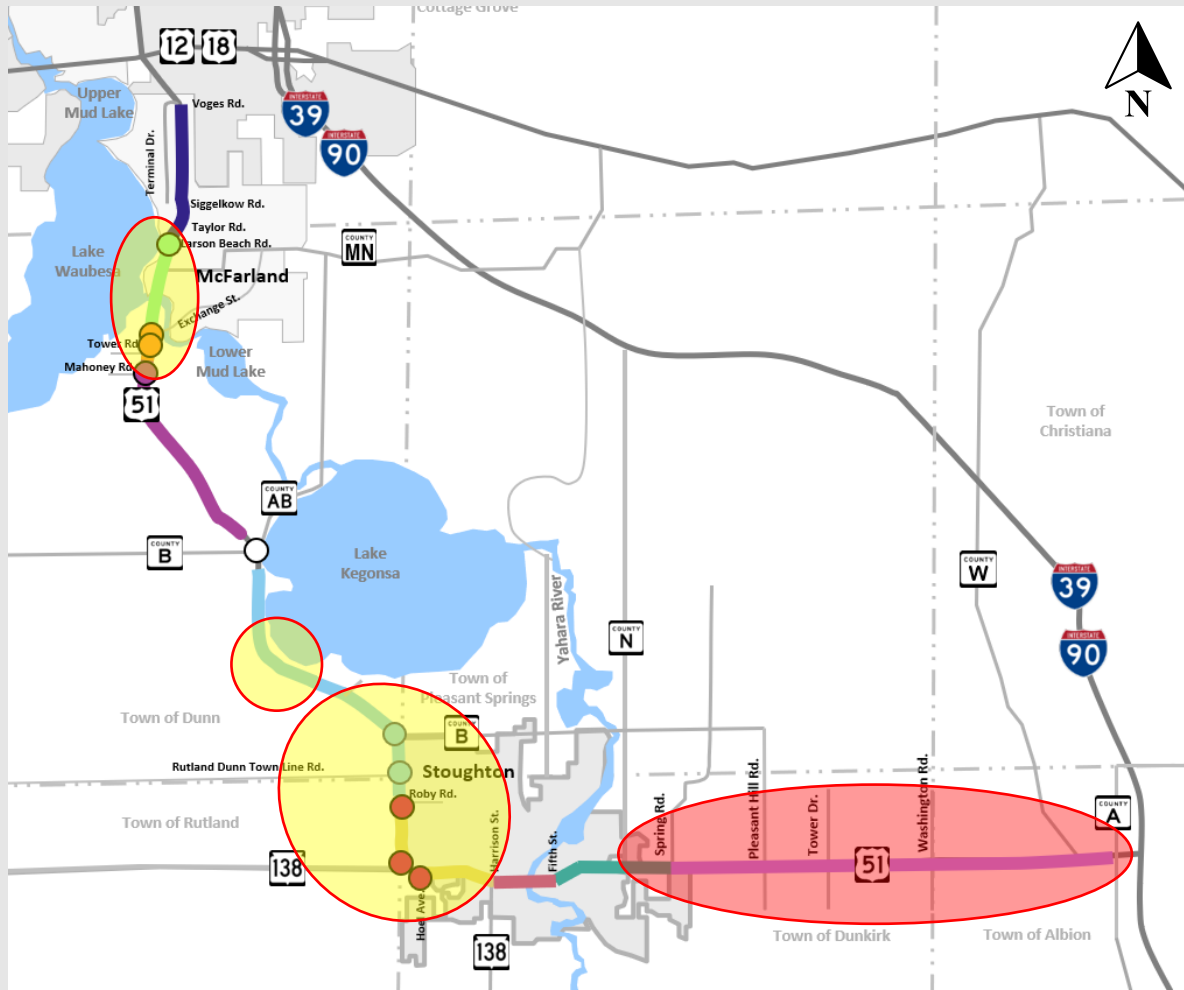 Cottage Grove
12
18
N
Upper
Mud Lake
Voges Rd.
INTERSTATE
39
INTERSTATE
90
Terminal Dr.
Siggelkow Rd.
Taylor Rd.
Larson Beach Rd.
COUNTY
MN
Lake
Waubesa
McFarland
Exchange St.
Tower Rd
Lower
Mud Lake
Mahoney Rd
51
Town of
Christiana
COUNTY
AB
COUNTY
B
Lake
Kegonsa
COUNTY
W
INTERSTATE
39
Yahara River
COUNTY
N
INTERSTATE
90
Town of
Pleasant Springs
Town of Dunn
COUNTY
B
Rutland Dunn Town Line Rd.
Stoughton
Roby Rd.
Town of Rutland
Spring Rd.
Pleasant Hill Rd.
Tower Dr.
Washington Rd.
COUNTY
A
138
Harrison St.
Fifth St.
51
Hoel Ave.
138
Town of Dunkirk
Town of Albion